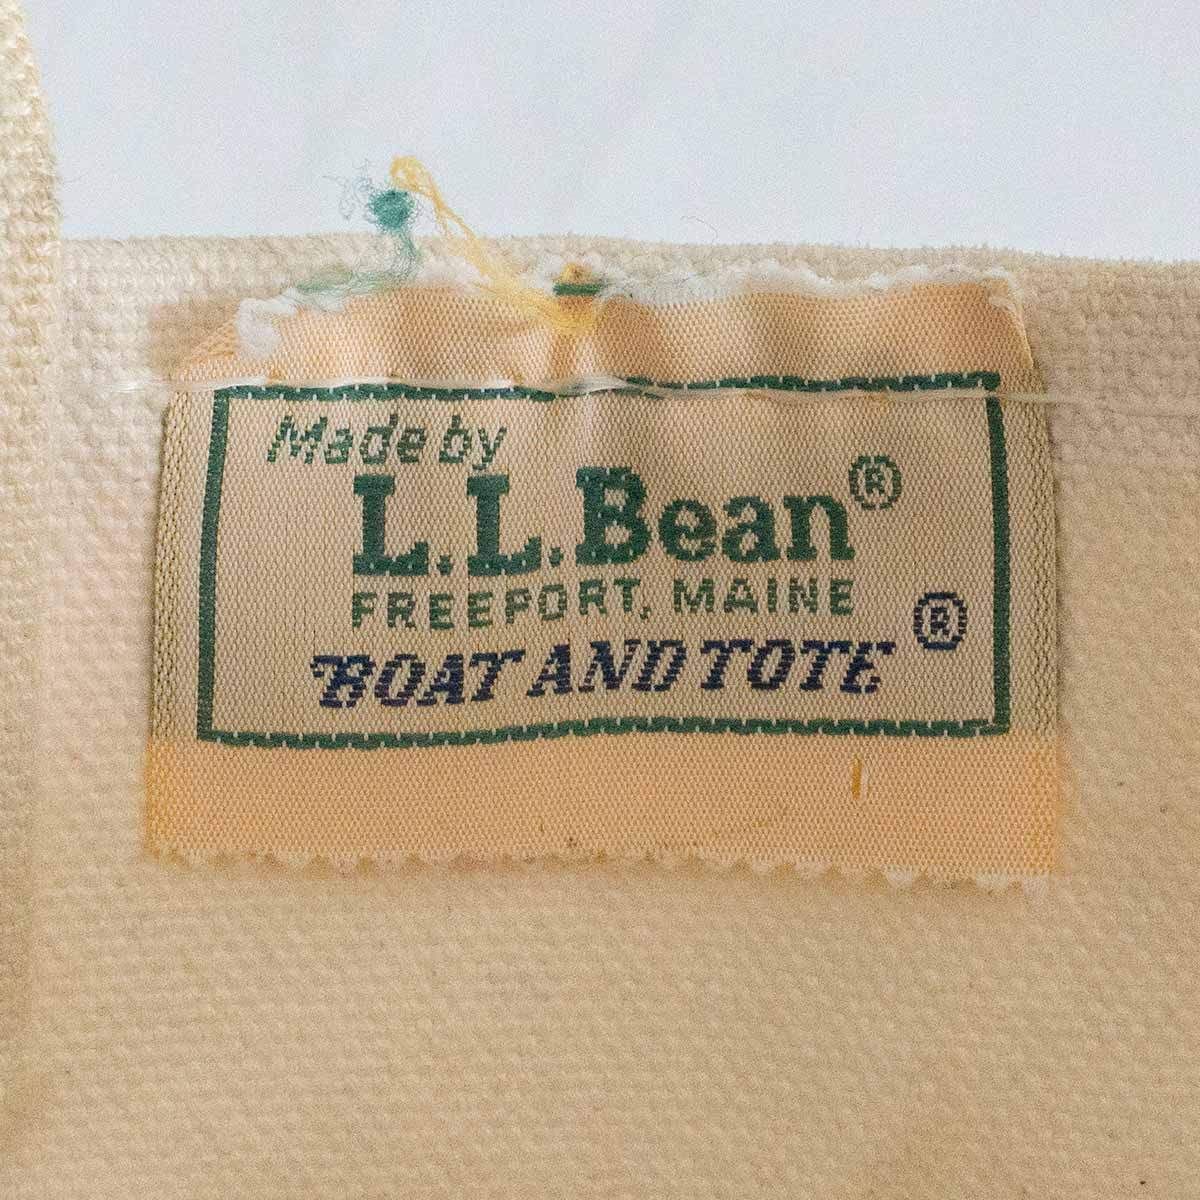 Made by
L.L.Bean®
FREEPORT, MAINE
BOAT AND TOTE ®